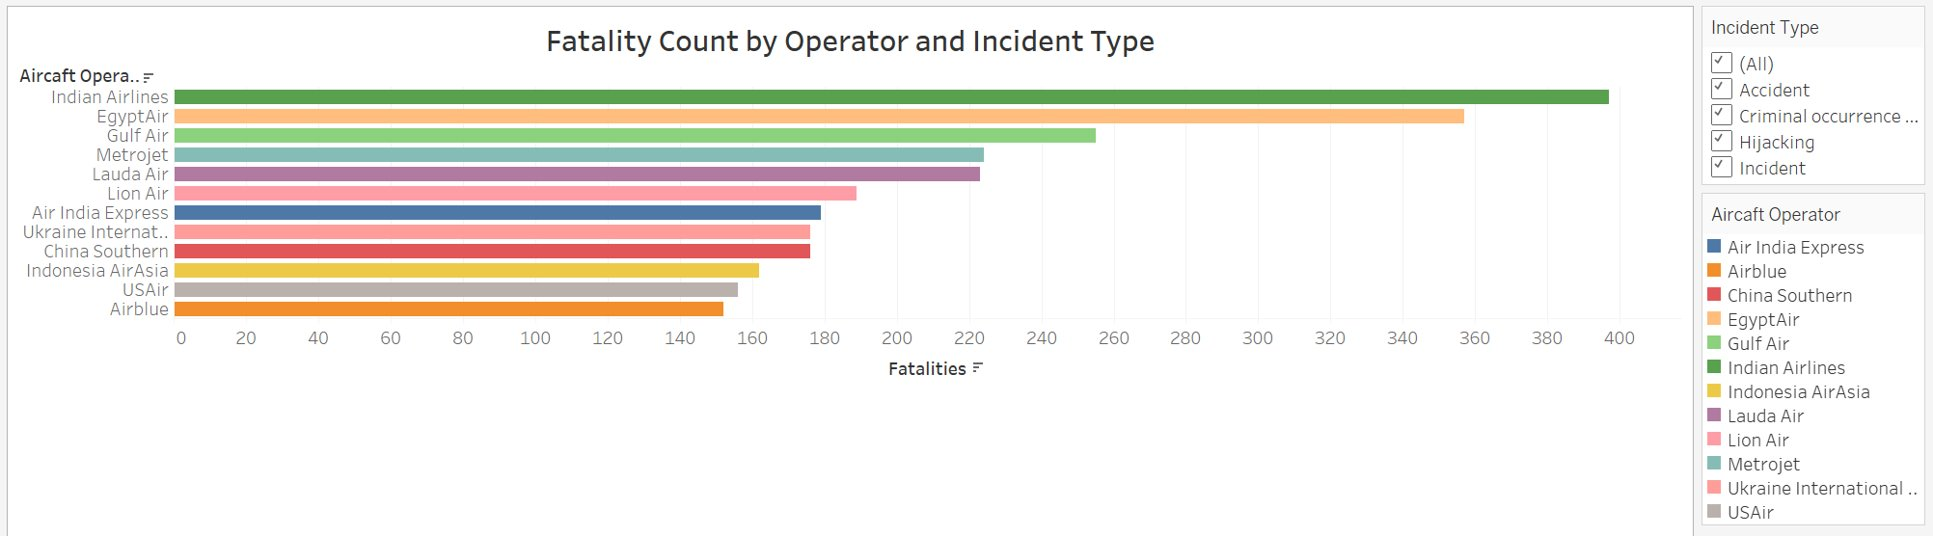 Fatality Count by Operator and Incident Type
Aircaft Opera..
Indian Airlines
EgyptAir
Gulf Air
Metrojet
Lauda Air
Lion Air
Air India Express
Ukraine Internat..
China Southern
Indonesia AirAsia
USAir
Airblue
0 20 40 60 80 100 120 140 160 180 200 220 240 260 280 300 320 340 360 380 400
Fatalities
Incident Type
(All)
Accident
Criminal occurrence ...
Hijacking
Incident
Aircaft Operator
Air India Express
Airblue
China Southern
EgyptAir
Gulf Air
Indian Airlines
Indonesia AirAsia
Lauda Air
Lion Air
Metrojet
Ukraine International ..
USAir